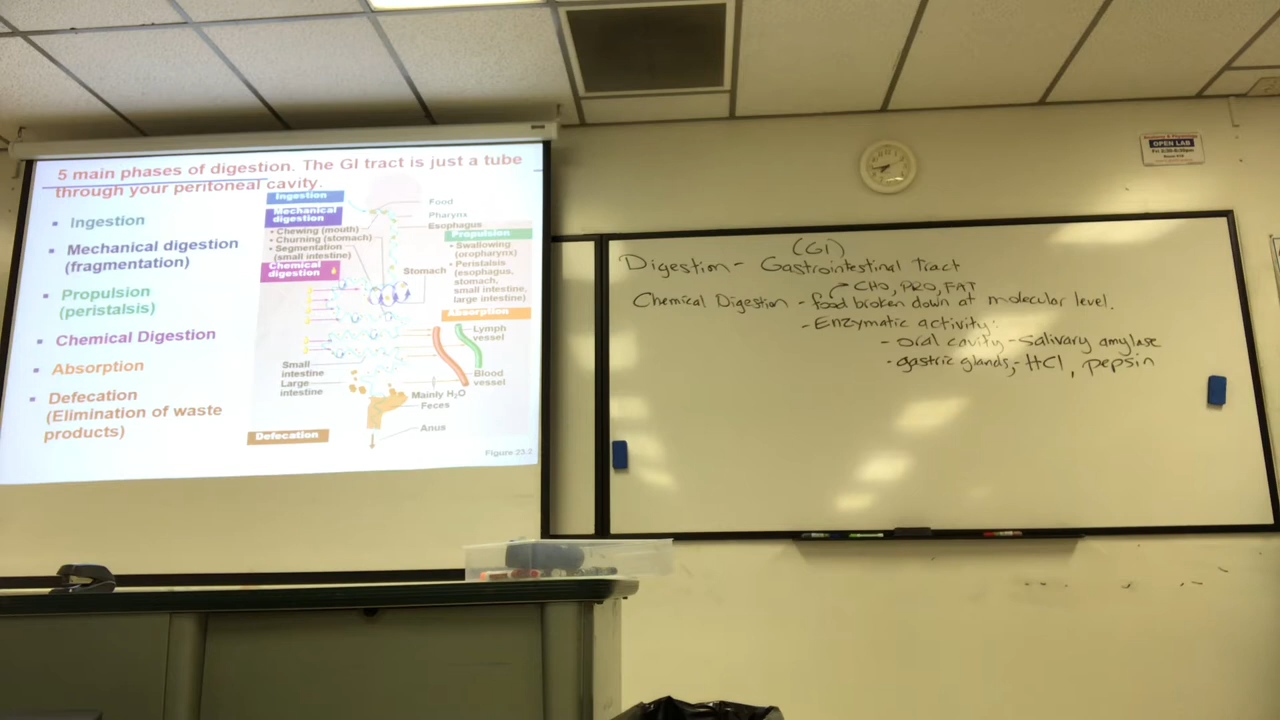 5 main phases of digestion. The GI tract is just a tube
through your peritoneal cavity.
▪ Ingestion
▪ Mechanical digestion
(fragmentation)
▪ Propulsion
(peristalsis)
▪ Chemical Digestion
▪ Absorption
▪ Defecation
(Elimination of waste
products)
Ingestion
Mechanical
digestion
• Chewing (mouth)
• Churning (stomach)
• Segmentation
(small intestine)
Chemical
digestion
Food
Pharynx
Esophagus
Propulsion
• Swallowing
(oropharynx)
• Peristalsis
(esophagus,
stomach,
small intestine,
large intestine)
Stomach
Absorption
Lymph
vessel
Small
intestine
Large
intestine
Blood
vessel
Mainly H₂O
Feces
Anus
Defecation
Figure 23.2
(GI)
Digestion - Gastrointestinal Tract
CHO, PRO, FAT
Chemical Digestion - food broken down at molecular level.
- Enzymatic activity:
- oral cavity - salivary amylase
- gastric glands, - HCl, pepsin
OPEN LAB